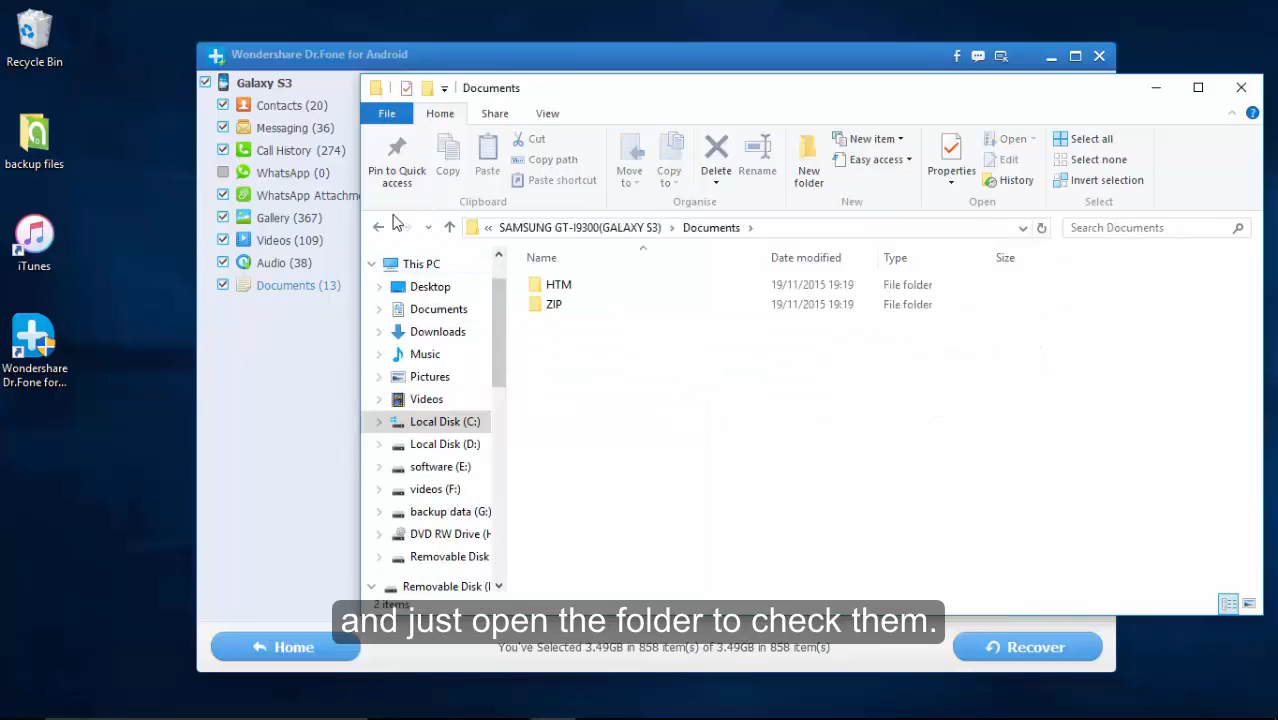 Recycle Bin
backup files
iTunes
Wondershare
Dr.Fone for...
Wondershare Dr.Fone for Android
Galaxy S3
Contacts (20)
Messaging (36)
Call History (274)
WhatsApp (0)
WhatsApp Attachm
Gallery (367)
Videos (109)
Audio (38)
Documents (13)
Documents
File Home Share View
Pin to Quick
access
Copy
Paste
Cut
Copy path
Paste shortcut
Clipboard
Move
to
Copy
to
Delete
Rename
Organise
New
folder
New item
Easy access
New
Properties
Open
Edit
History
Open
Select all
Select none
Invert selection
Select
« SAMSUNG GT-I9300(GALAXY S3) > Documents >
Search Documents
This PC
Desktop
Documents
Downloads
Music
Pictures
Videos
Local Disk (C:)
Local Disk (D:)
software (E:)
videos (F:)
backup data (G:)
DVD RW Drive (H
Removable Disk
Removable Disk (I
Name Date modified Type Size
HTM 19/11/2015 19:19 File folder
ZIP 19/11/2015 19:19 File folder
2 items
and just open the folder to check them.
Home
You've Selected 3.49GB in 858 item(s) of 3.49GB in 858 item(s)
Recover